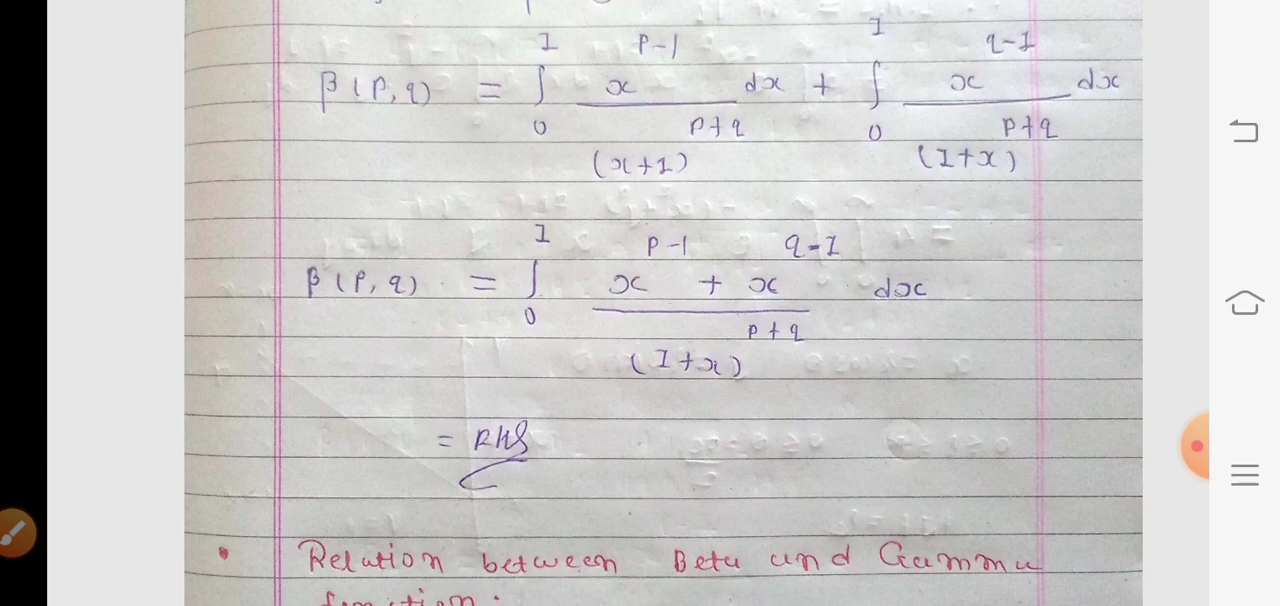 β(p,q) = ∫₀¹ x^(p-1) / (x+1)^(p+q) dx + ∫₀¹ x^(q-1) / (1+x)^(p+q) dx
β(p,q) = ∫₀¹ x^(p-1) + x^(q-1) / (1+x)^(p+q) dx
= RHS
• Relation between Beta and Gamma
function.